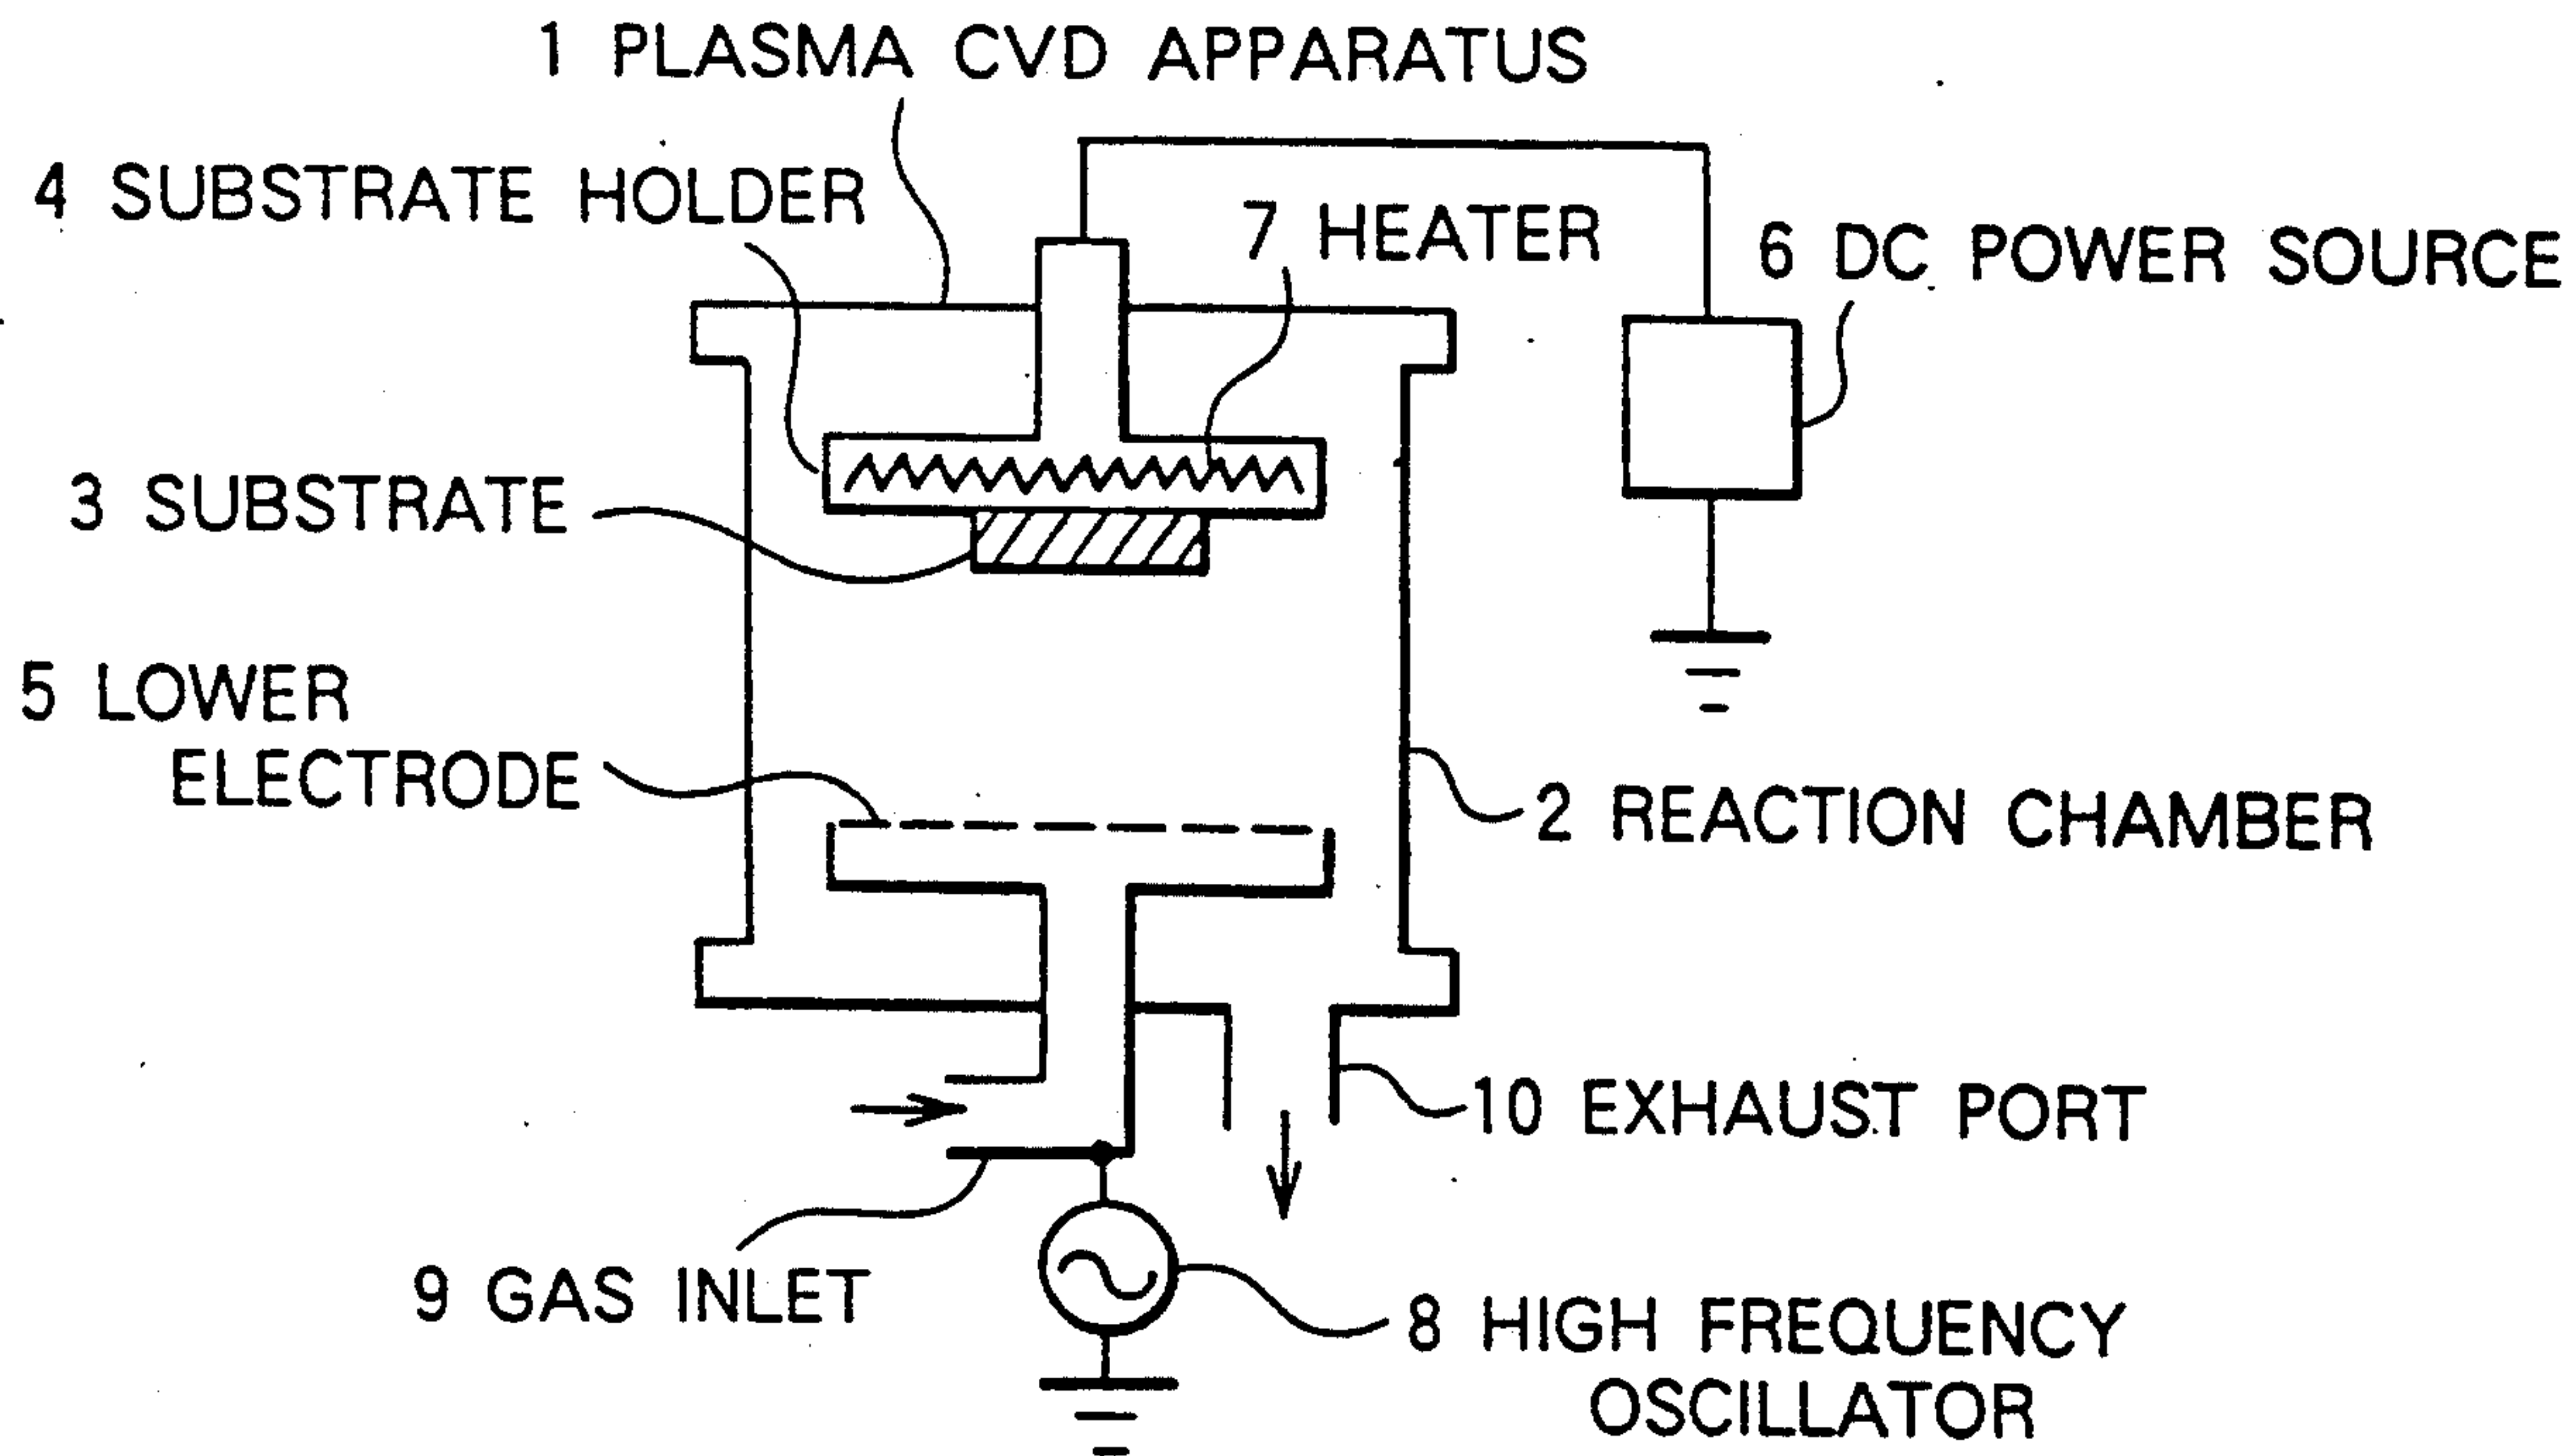 1 PLASMA CVD APPARATUS
4 SUBSTRATE HOLDER
7 HEATER
6 DC POWER SOURCE
3 SUBSTRATE
5 LOWER
ELECTRODE
2 REACTION CHAMBER
10 EXHAUST PORT
9 GAS INLET
8 HIGH FREQUENCY
OSCILLATOR